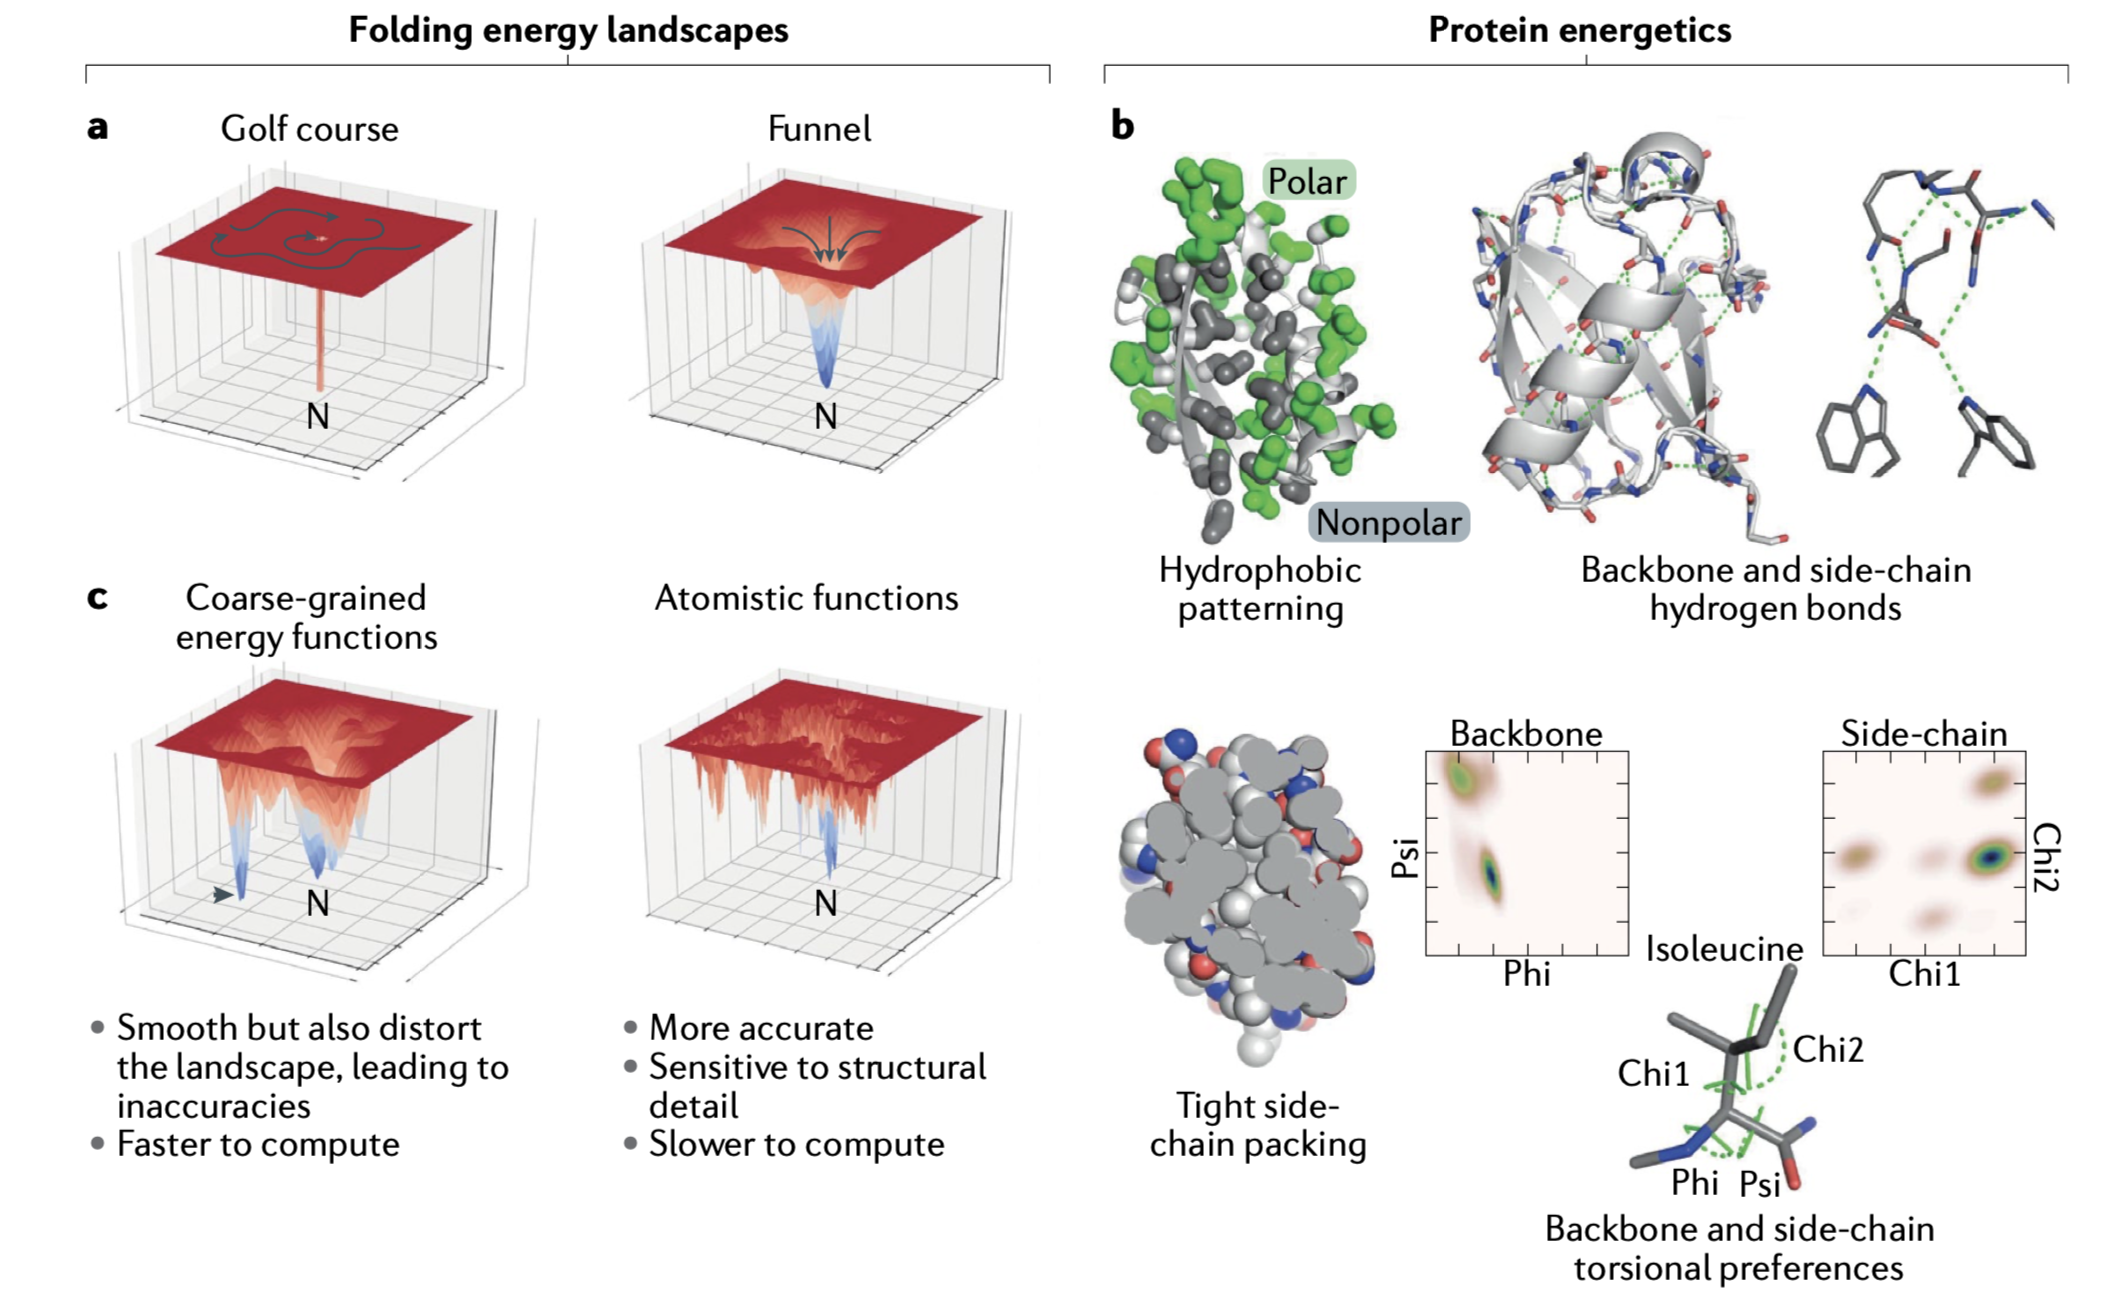 Folding energy landscapes
Protein energetics
a
Golf course
Funnel
N
N
b
Polar
Nonpolar
Hydrophobic
patterning
Backbone and side-chain
hydrogen bonds
c
Coarse-grained
energy functions
Atomistic functions
N
N
• Smooth but also distort
the landscape, leading to
inaccuracies
• Faster to compute
• More accurate
• Sensitive to structural
detail
• Slower to compute
Tight side-
chain packing
Backbone
Psi
Phi
Side-chain
Chi2
Chi1
Isoleucine
Chi2
Chi1
Phi
Psi
Backbone and side-chain
torsional preferences